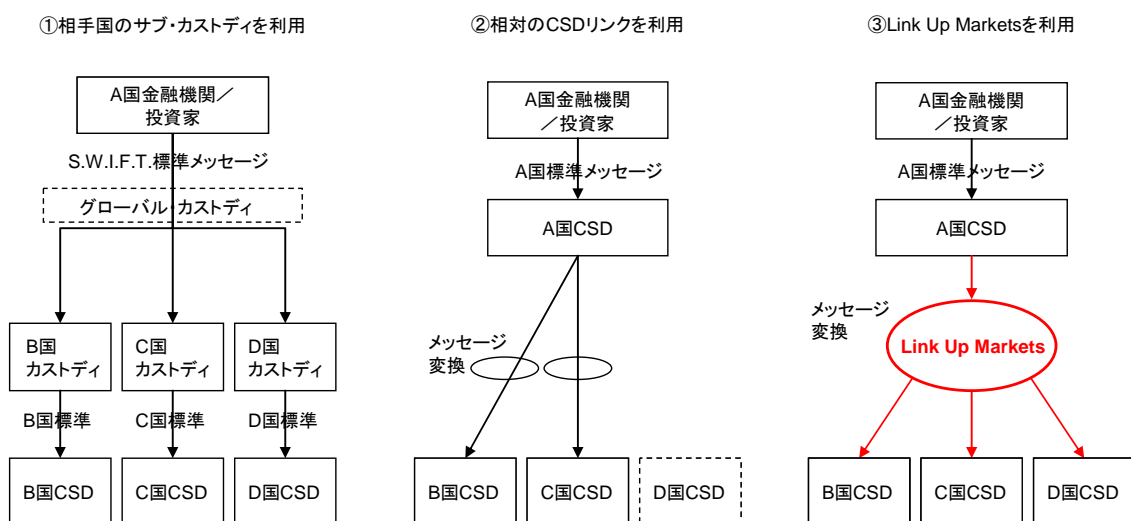 ①相手国のサブ・カストディを利用
A国金融機関／
投資家
S.W.I.F.T.標準メッセージ
グローバル・カストディ
B国
カストディ
C国
カストディ
D国
カストディ
B国標準
C国標準
D国標準
B国CSD
C国CSD
D国CSD
②相対のCSDリンクを利用
A国金融機関
／投資家
A国標準メッセージ
A国CSD
メッセージ
変換
B国CSD
C国CSD
D国CSD
③Link Up Marketsを利用
A国金融機関
／投資家
A国標準メッセージ
A国CSD
メッセージ
変換
Link Up Markets
B国CSD
C国CSD
D国CSD